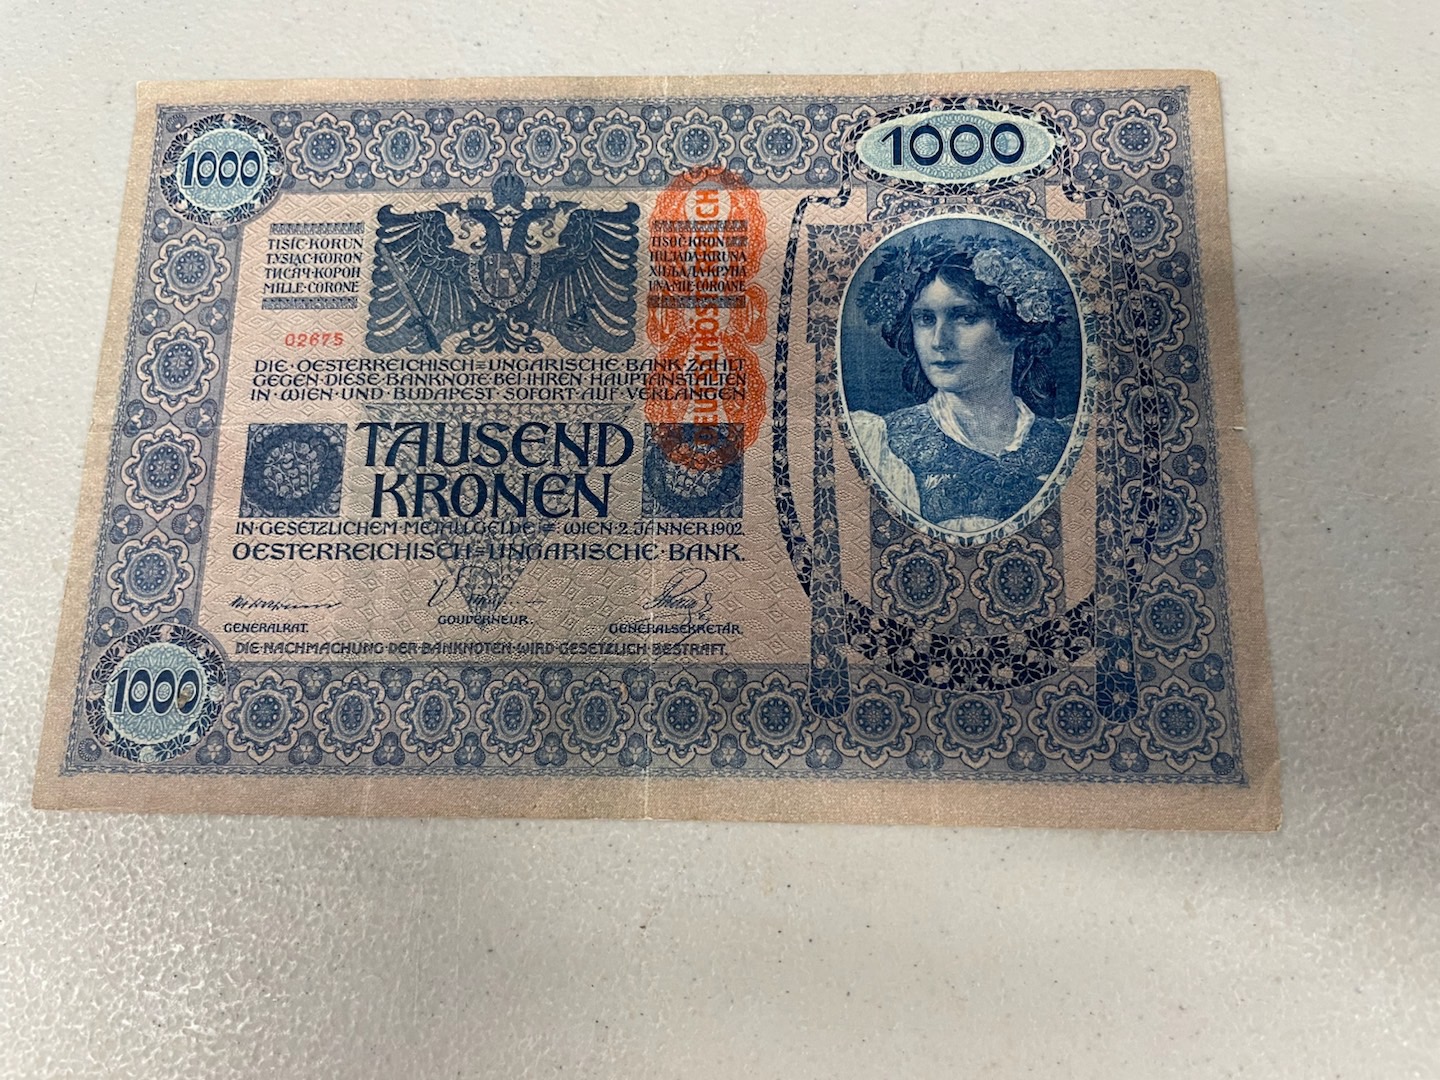 1000
1000
TISÍC·KORUN
TYSIĄC·KORON
ТИСЯЧ·КОРОН
MILLE·CORONE
TISOČ·KRON
HILJADA·KRUNA
ХИЉАДА·КРУНА
UNA·MIE·COROANE
DEUTSCHÖSTERREICH
02675
DIE·OESTERREICHISCH=UNGARISCHE·BANK·ZAHLT
GEGEN·DIESE·BANKNOTE·BEI·IHREN·HAUPTANSTALTEN
IN·WIEN·UND·BUDAPEST·SOFORT·AUF·VERLANGEN
TAUSEND
KRONEN
IN·GESETZLICHEM·METALLGELDE=WIEN·2.JÄNNER1902.
OESTERREICHISCH=UNGARISCHE·BANK.
GENERALRAT.
GOUVERNEUR.
GENERALSEKRETÄR.
DIE·NACHMACHUNG·DER·BANKNOTEN·WIRD·GESETZLICH·BESTRAFT.
1000